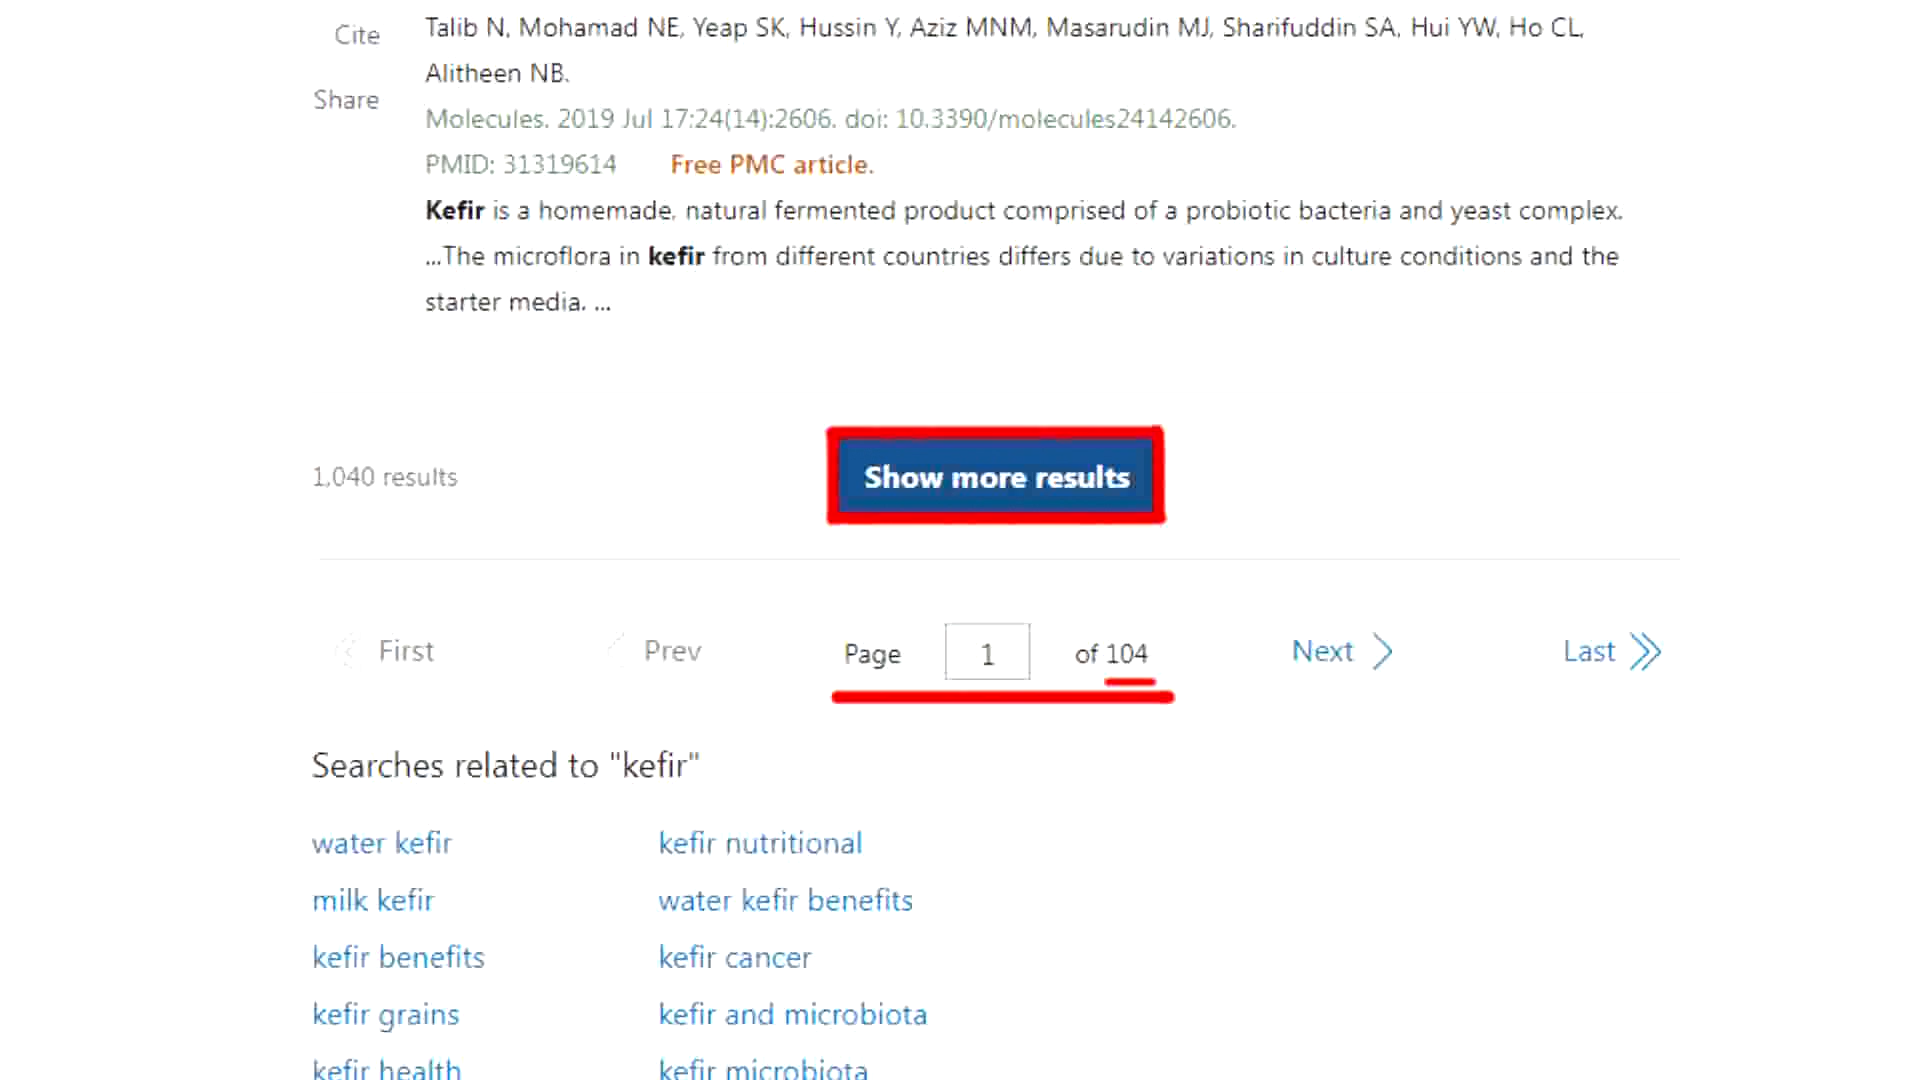 Cite
Talib N, Mohamad NE, Yeap SK, Hussin Y, Aziz MNM, Masarudin MJ, Sharifuddin SA, Hui YW, Ho CL,
Alitheen NB.
Share
Molecules. 2019 Jul 17:24(14):2606. doi: 10.3390/molecules24142606.
PMID: 31319614 Free PMC article.
Kefir is a homemade, natural fermented product comprised of a probiotic bacteria and yeast complex.
...The microflora in kefir from different countries differs due to variations in culture conditions and the
starter media. ...
1,040 results
Show more results
First Prev Page 1 of 104 Next Last
Searches related to "kefir"
water kefir kefir nutritional
milk kefir water kefir benefits
kefir benefits kefir cancer
kefir grains kefir and microbiota
kefir health kefir microbiota